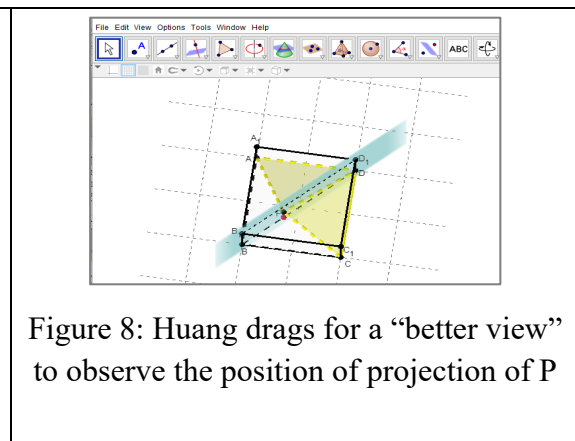 File Edit View Options Tools Window Help
ABC
A₁
A
D₁
D
B
B
C₁
C
Figure 8: Huang drags for a “better view”
to observe the position of projection of P